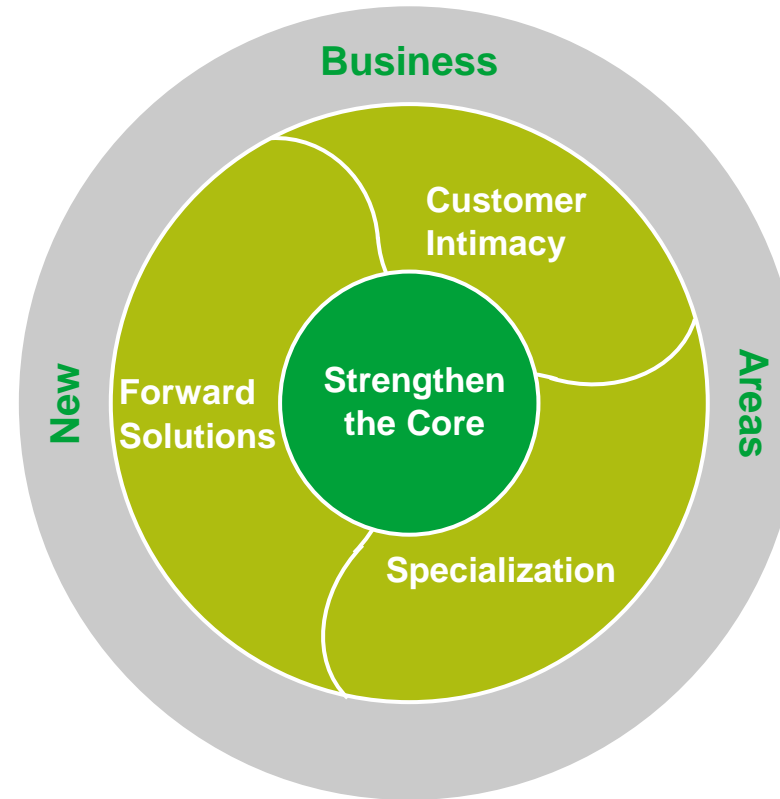 New
Business
Areas
Customer
Intimacy
Forward
Solutions
Strengthen
the Core
Specialization